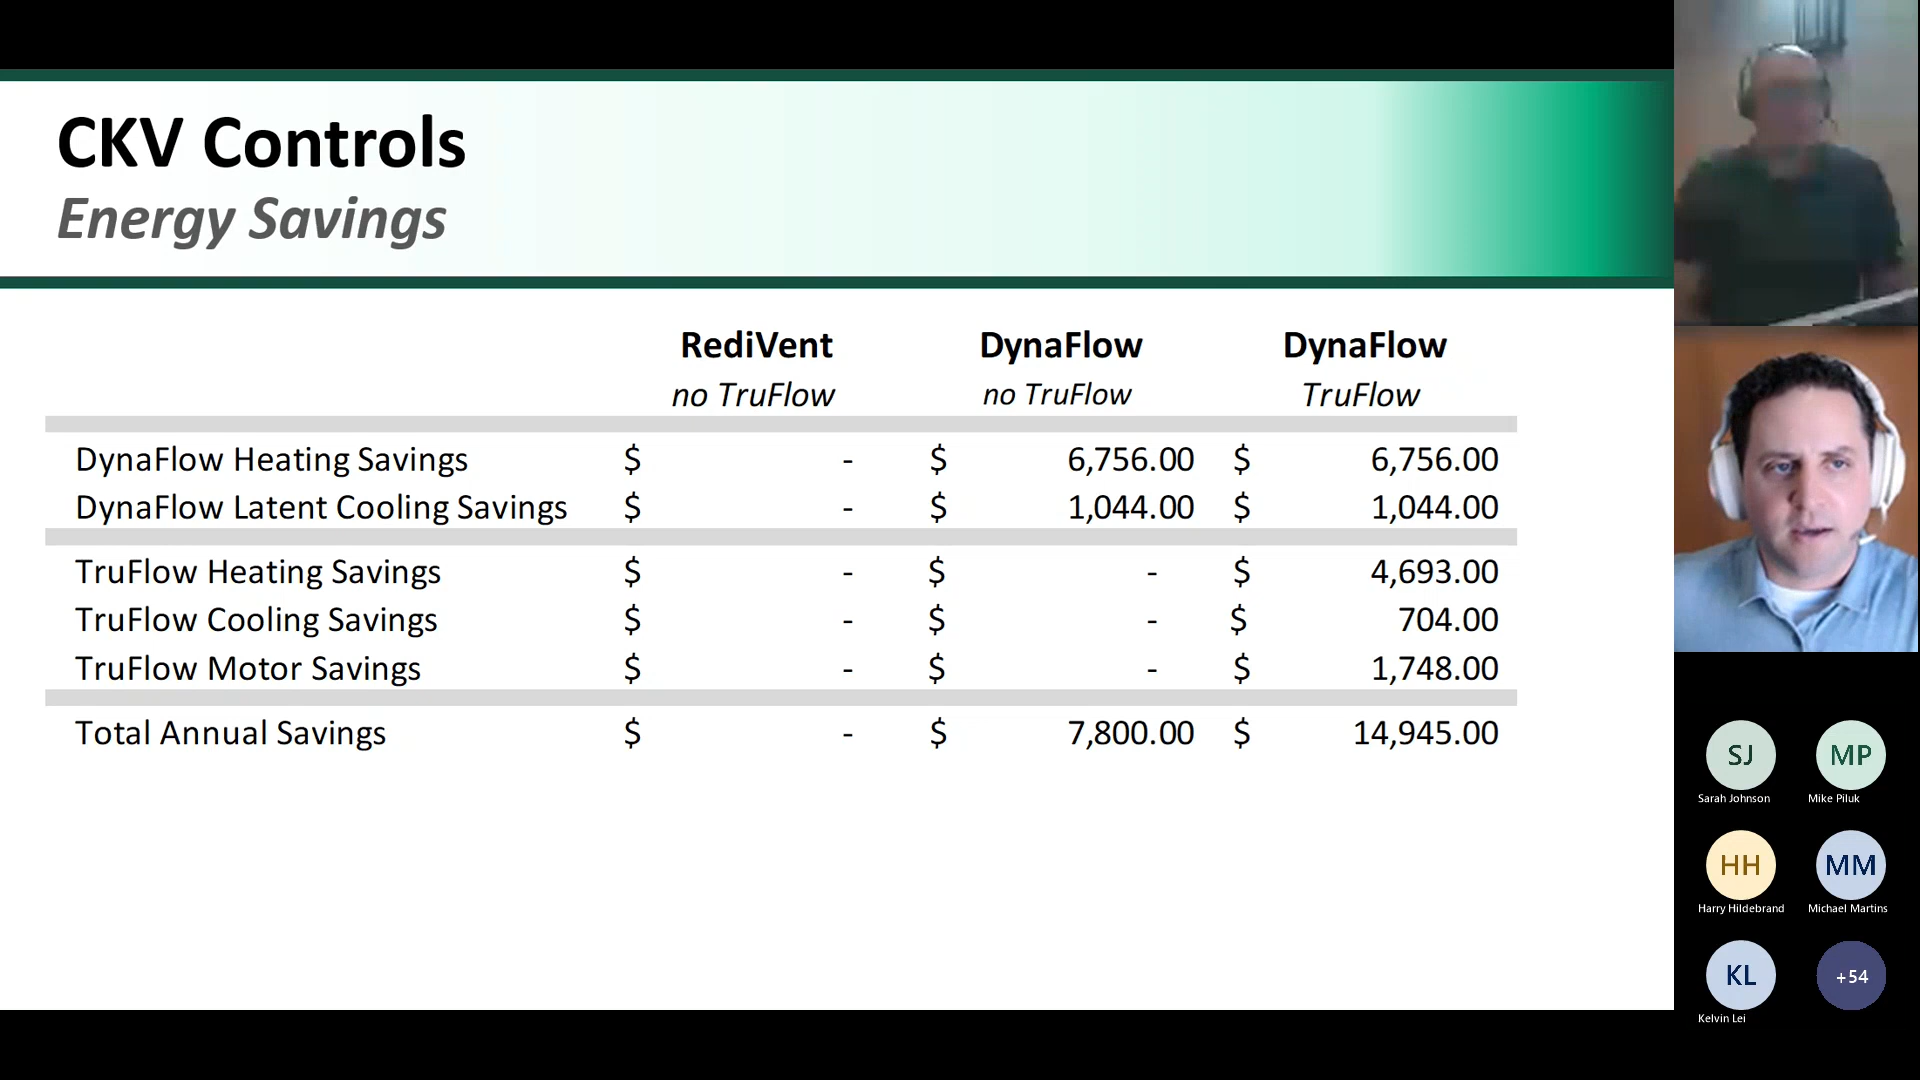 CKV Controls
Energy Savings
RediVent DynaFlow DynaFlow
no TruFlow no TruFlow TruFlow
DynaFlow Heating Savings $ - $ 6,756.00 $ 6,756.00
DynaFlow Latent Cooling Savings $ - $ 1,044.00 $ 1,044.00
TruFlow Heating Savings $ - $ - $ 4,693.00
TruFlow Cooling Savings $ - $ - $ 704.00
TruFlow Motor Savings $ - $ - $ 1,748.00
Total Annual Savings $ - $ 7,800.00 $ 14,945.00
SJ MP
Sarah Johnson Mike Piluk
HH MM
Harry Hildebrand Michael Martins
KL +54
Kelvin Lei